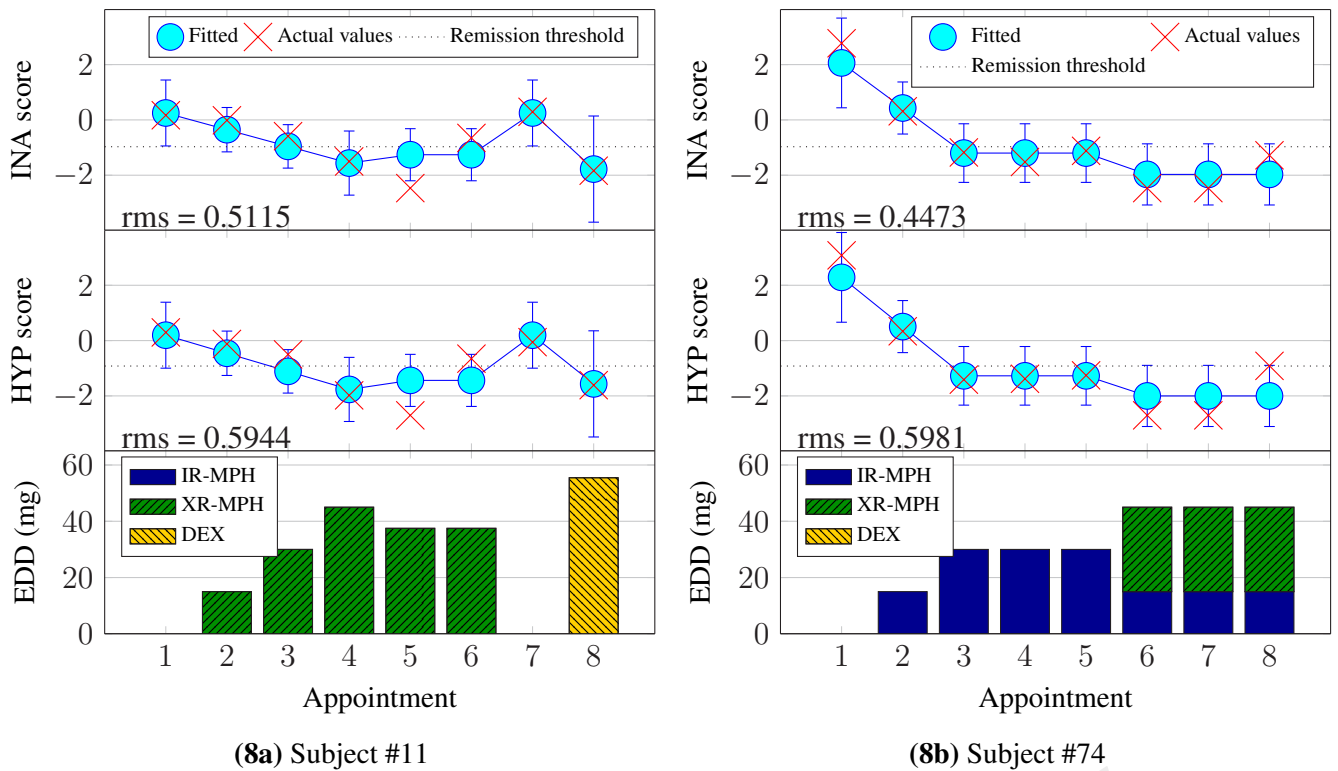 Fitted Actual values Remission threshold
2
0
−2
INA score
rms = 0.5115
2
0
−2
HYP score
rms = 0.5944
60
40
20
0
EDD (mg)
IR-MPH
XR-MPH
DEX
1 2 3 4 5 6 7 8
Appointment
(8a) Subject #11
Fitted Actual values
Remission threshold
2
0
−2
INA score
rms = 0.4473
2
0
−2
HYP score
rms = 0.5981
60
40
20
0
EDD (mg)
IR-MPH
XR-MPH
DEX
1 2 3 4 5 6 7 8
Appointment
(8b) Subject #74